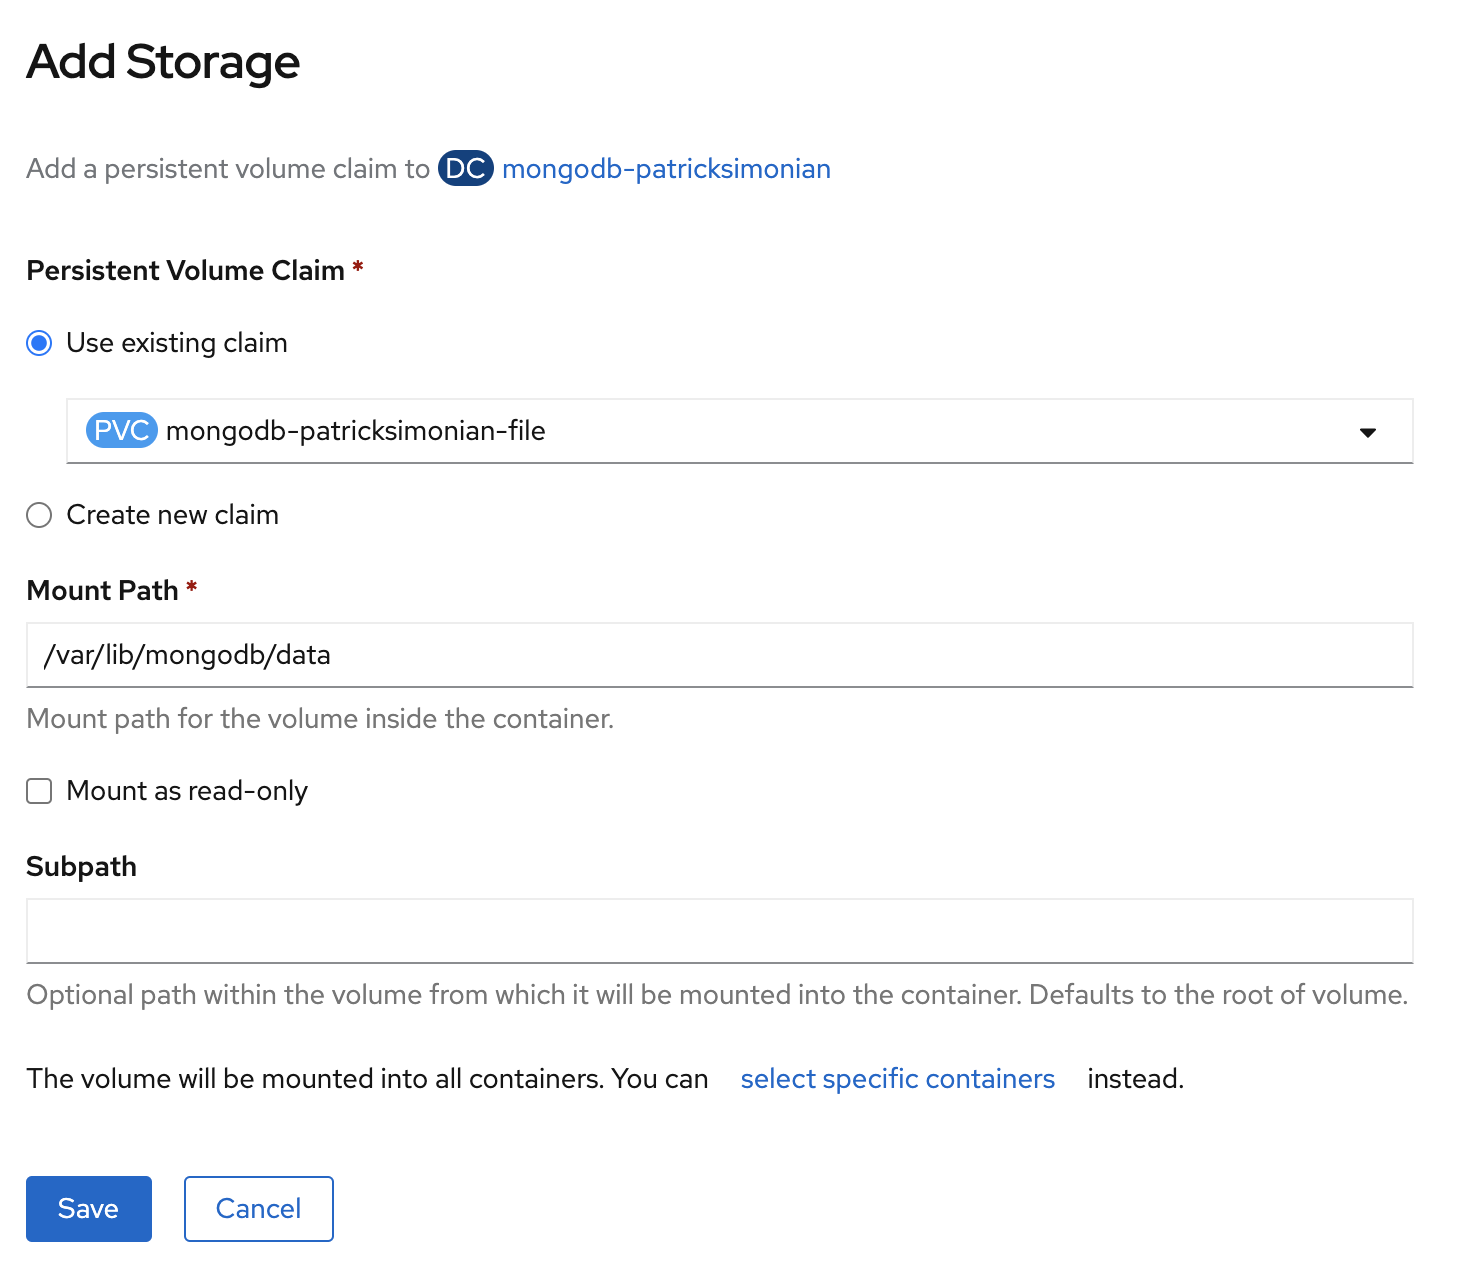 Add Storage
Add a persistent volume claim to DC mongodb-patricksimonian
Persistent Volume Claim *
Use existing claim
PVC mongodb-patricksimonian-file
Create new claim
Mount Path *
/var/lib/mongodb/data
Mount path for the volume inside the container.
Mount as read-only
Subpath
Optional path within the volume from which it will be mounted into the container. Defaults to the root of volume.
The volume will be mounted into all containers. You can select specific containers instead.
Save Cancel